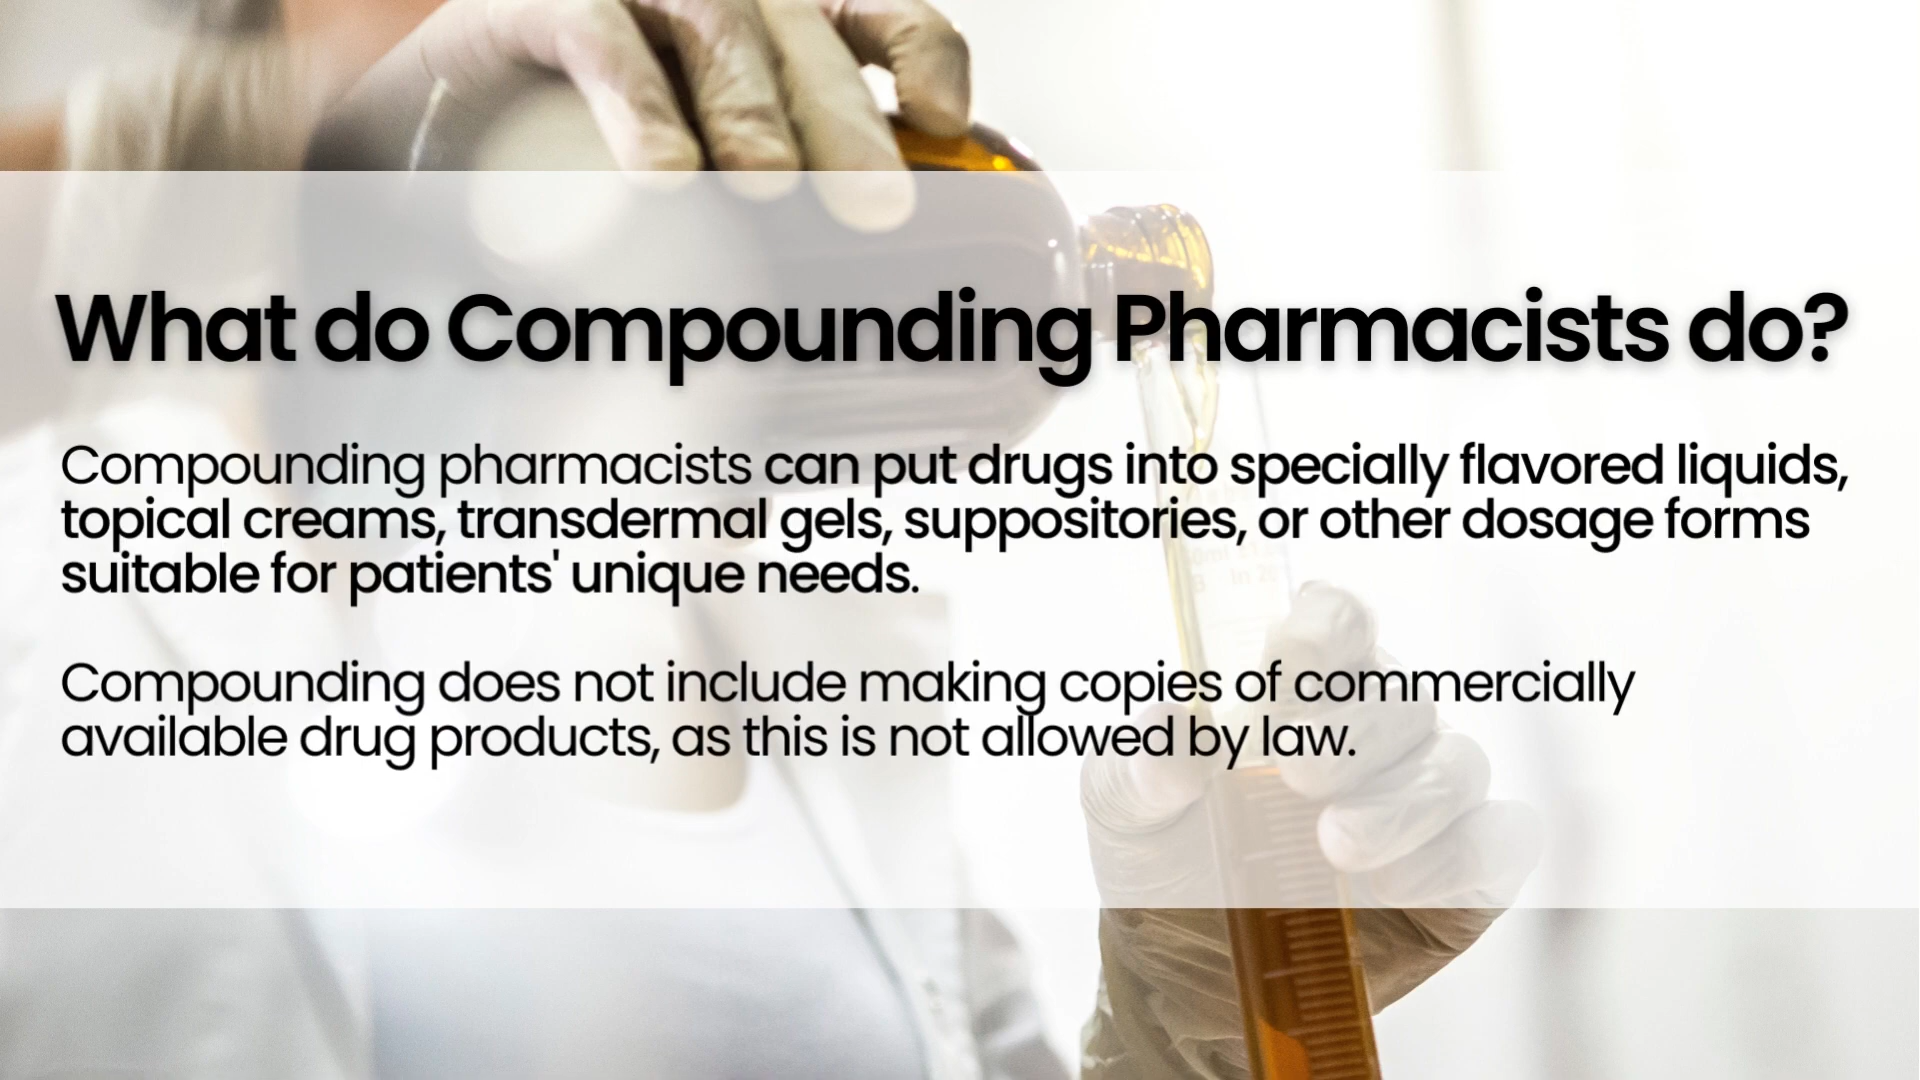 What do Compounding Pharmacists do?
Compounding pharmacists can put drugs into specially flavored liquids,
topical creams, transdermal gels, suppositories, or other dosage forms
suitable for patients' unique needs.
Compounding does not include making copies of commercially
available drug products, as this is not allowed by law.